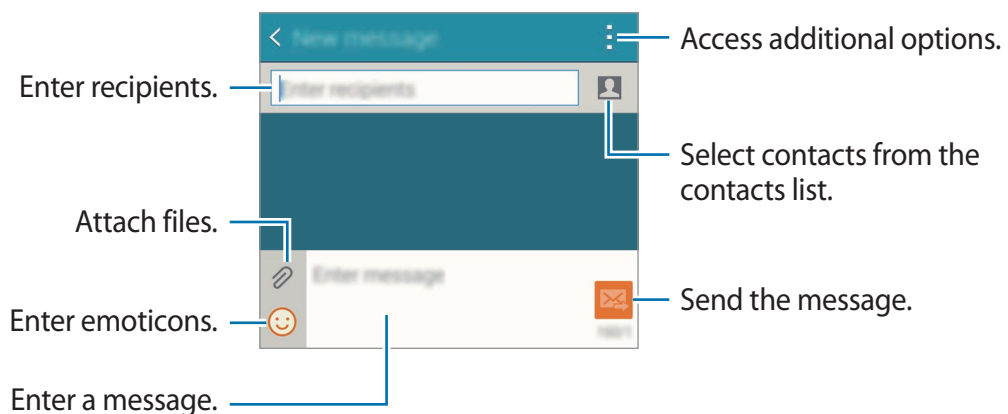 New message
Access additional options.
Enter recipients.
Enter recipients
Select contacts from the
contacts list.
Attach files.
Enter message
Send the message.
Enter emoticons.
Enter a message.